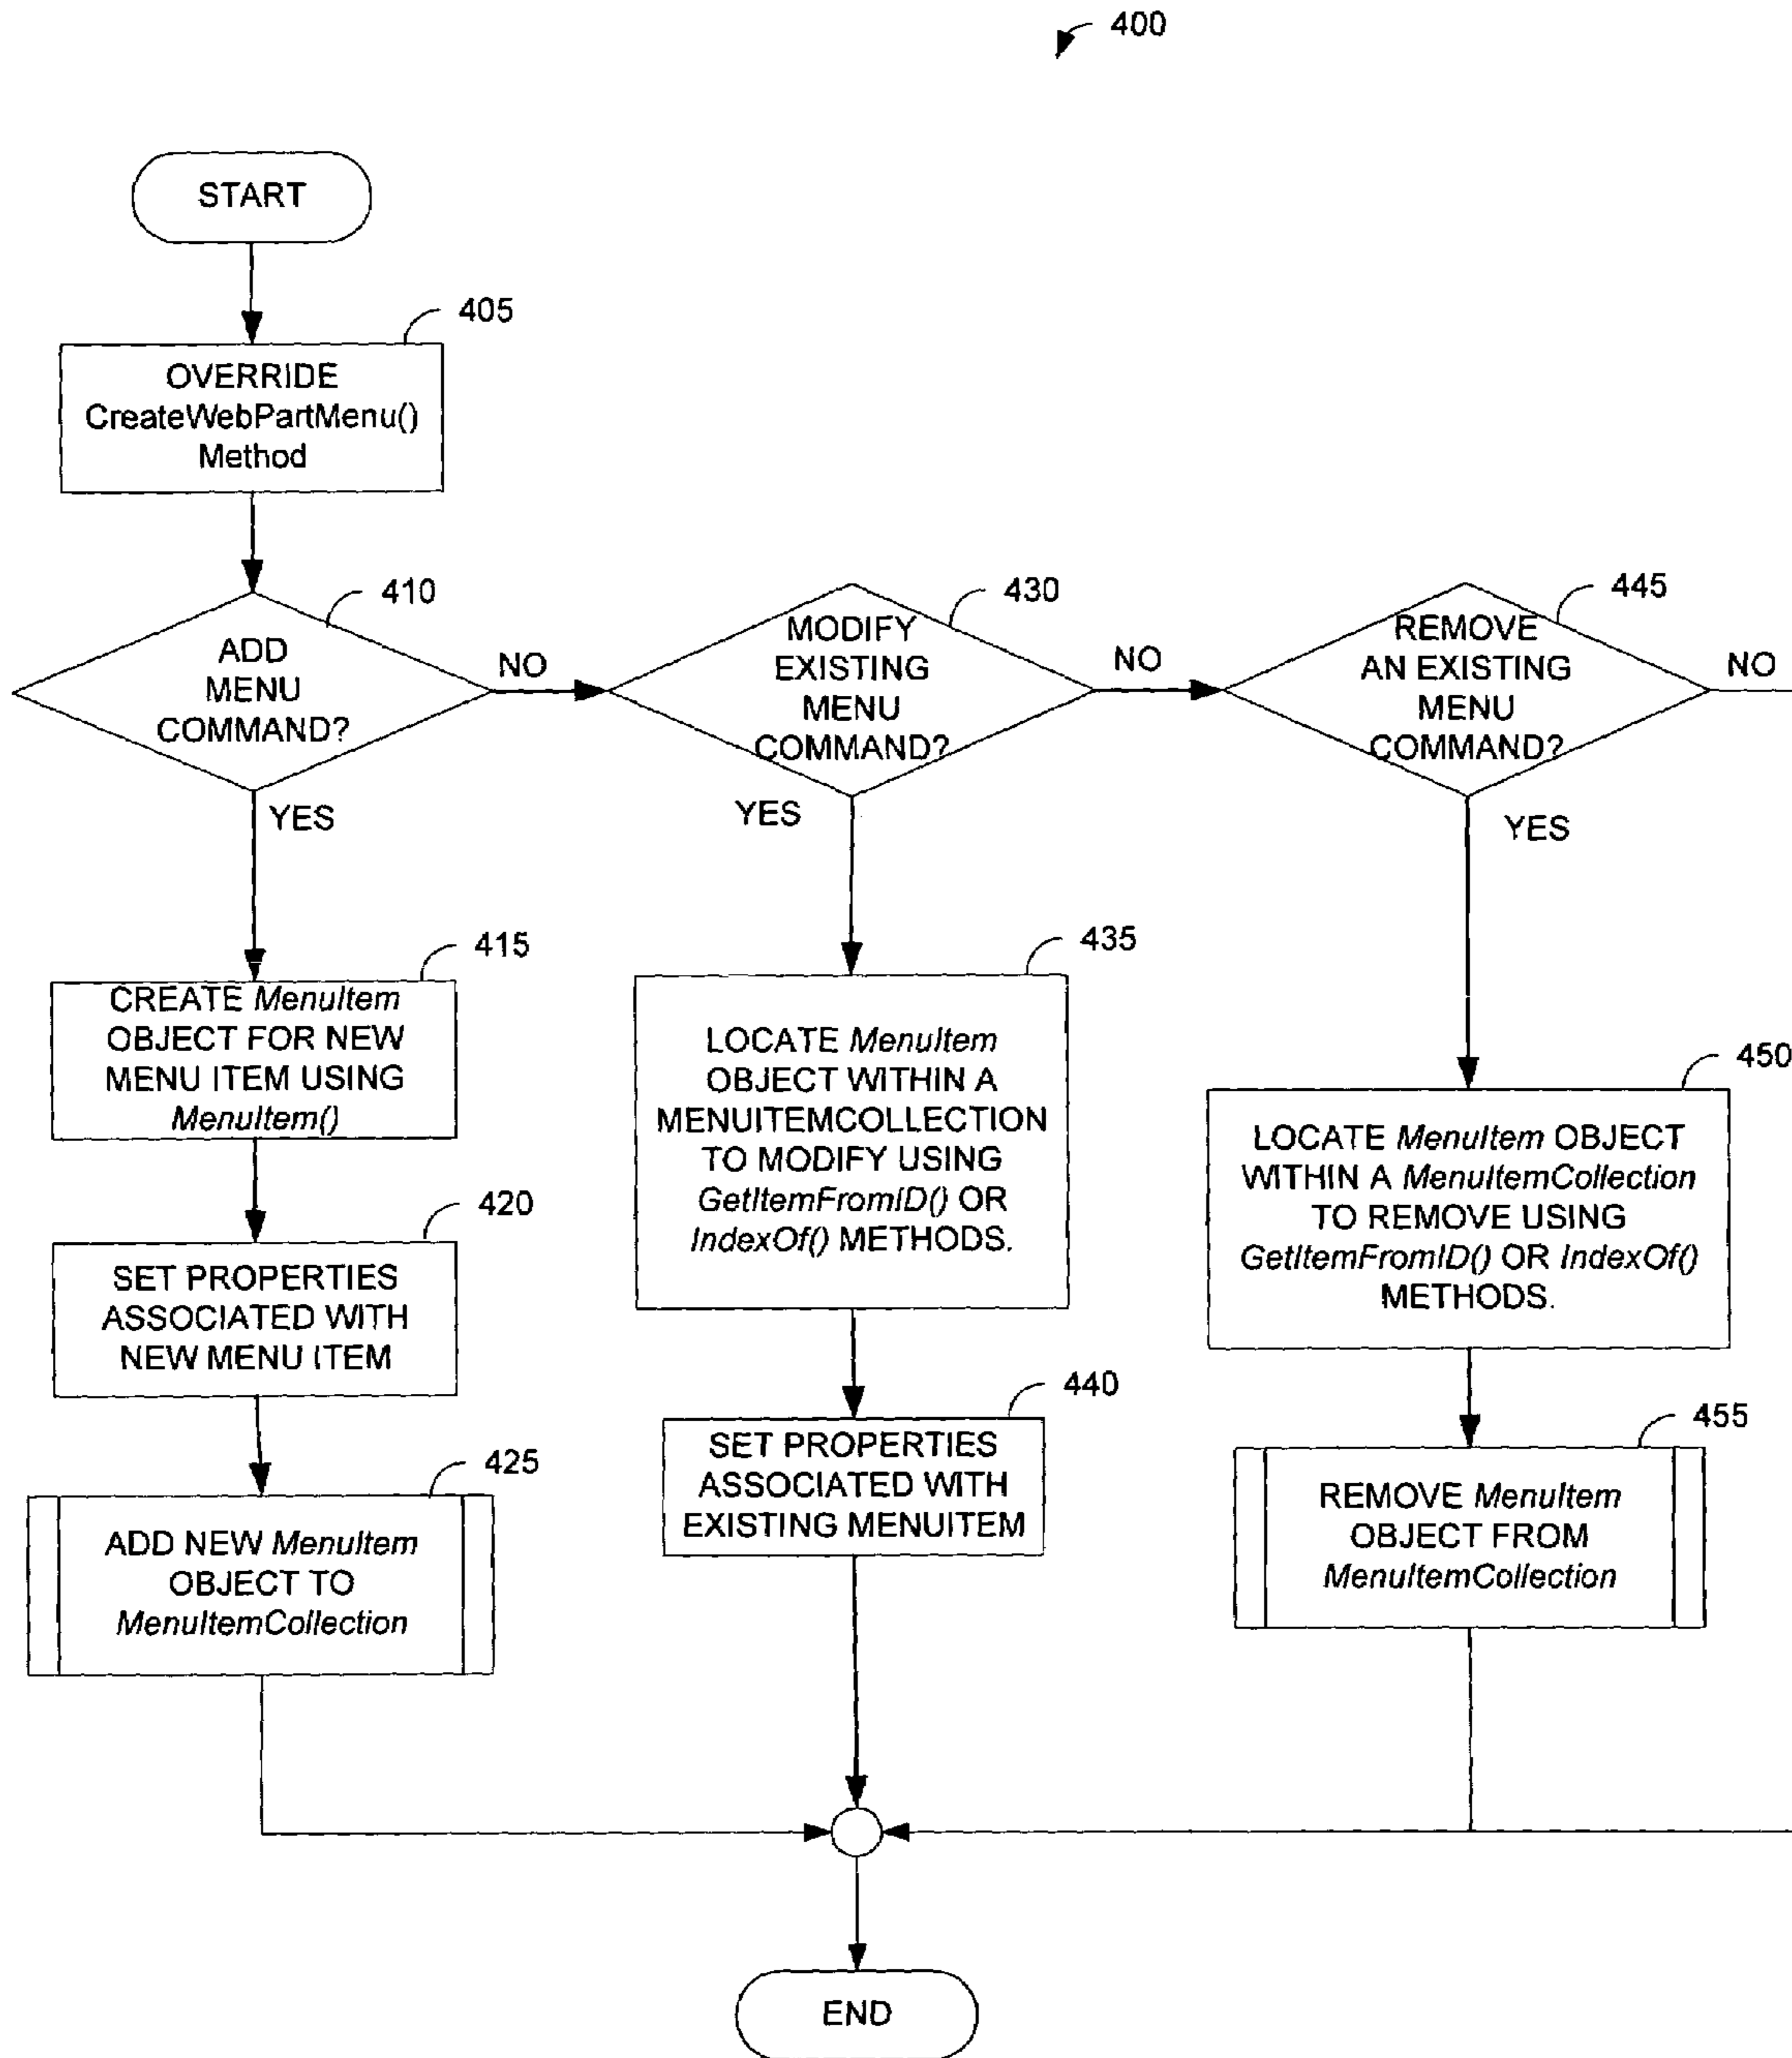 400
START
405
OVERRIDE
CreateWebPartMenu()
Method
410
ADD
MENU
COMMAND?
NO
YES
430
MODIFY
EXISTING
MENU
COMMAND?
NO
YES
445
REMOVE
AN EXISTING
MENU
COMMAND?
NO
YES
415
CREATE MenuItem
OBJECT FOR NEW
MENU ITEM USING
MenuItem()
420
SET PROPERTIES
ASSOCIATED WITH
NEW MENU ITEM
425
ADD NEW MenuItem
OBJECT TO
MenuItemCollection
435
LOCATE MenuItem
OBJECT WITHIN A
MENUITEMCOLLECTION
TO MODIFY USING
GetItemFromID() OR
IndexOf() METHODS.
440
SET PROPERTIES
ASSOCIATED WITH
EXISTING MENUITEM
450
LOCATE MenuItem OBJECT
WITHIN A MenuItemCollection
TO REMOVE USING
GetItemFromID() OR IndexOf()
METHODS.
455
REMOVE MenuItem
OBJECT FROM
MenuItemCollection
END